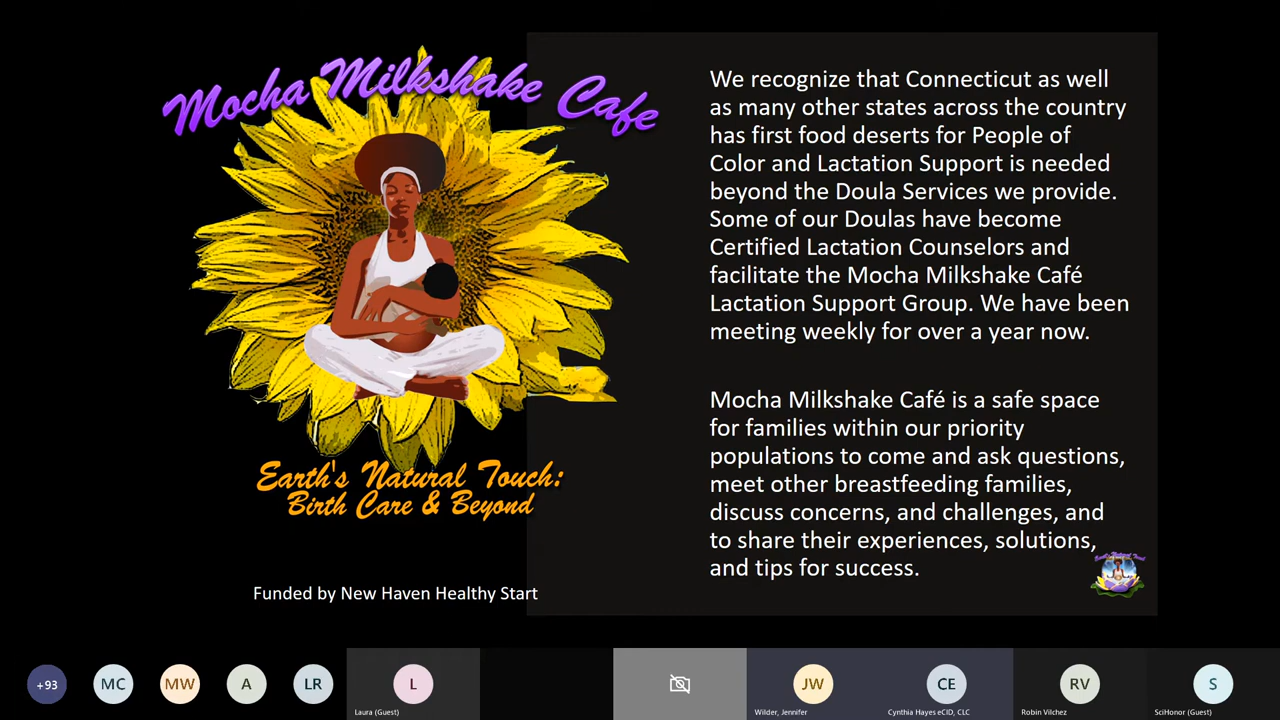 Mocha Milkshake Cafe
Earth's Natural Touch:
Birth Care & Beyond
Funded by New Haven Healthy Start
We recognize that Connecticut as well
as many other states across the country
has first food deserts for People of
Color and Lactation Support is needed
beyond the Doula Services we provide.
Some of our Doulas have become
Certified Lactation Counselors and
facilitate the Mocha Milkshake Café
Lactation Support Group. We have been
meeting weekly for over a year now.
Mocha Milkshake Café is a safe space
for families within our priority
populations to come and ask questions,
meet other breastfeeding families,
discuss concerns, and challenges, and
to share their experiences, solutions,
and tips for success.
+93
MC
MW
A
LR
L
Laura (Guest)
JW
Wilder, Jennifer
CE
Cynthia Hayes eCID, CLC
RV
Robin Vilchez
S
SciHonor (Guest)